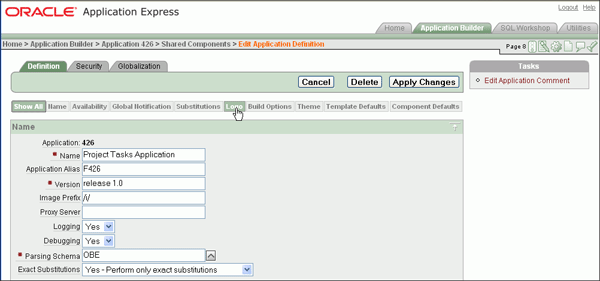 ORACLE Application Express
Logout Help
Home Application Builder SQL Workshop Utilities
Home > Application Builder > Application 426 > Shared Components > Edit Application Definition
Page 8
Definition Security Globalization
Cancel Delete Apply Changes
Tasks
Edit Application Comment
Show All Name Availability Global Notification Substitutions Logo Build Options Theme Template Defaults Component Defaults
Name
Application: 426
Name Project Tasks Application
Application Alias F426
Version release 1.0
Image Prefix /i/
Proxy Server
Logging Yes
Debugging Yes
Parsing Schema OBE
Exact Substitutions Yes - Perform only exact substitutions